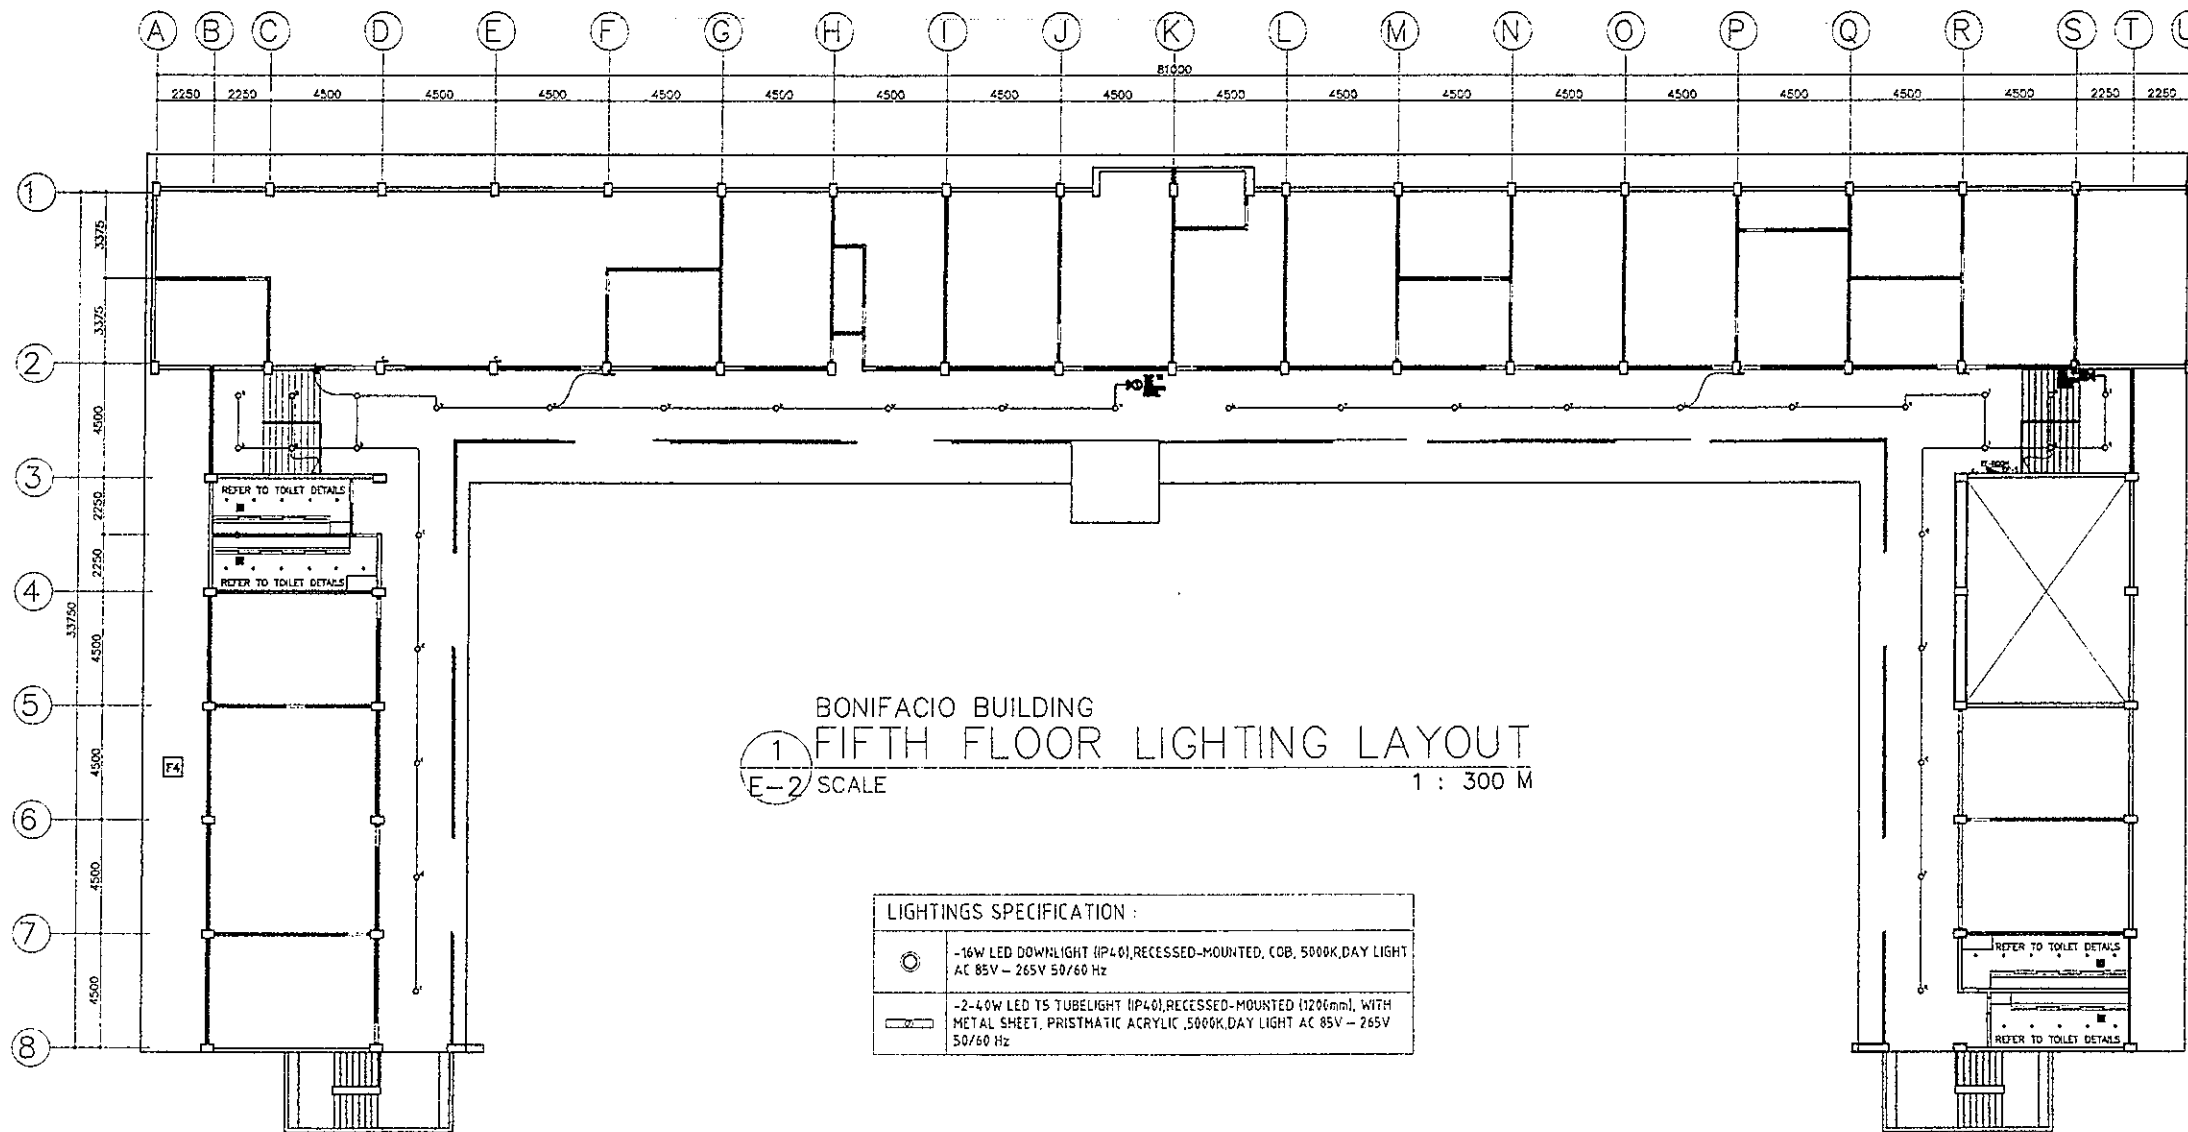 A B C D E F G H I J K L M N O P Q R S T U
81000
2250 2250 4500 4500 4500 4500 4500 4500 4500 4500 4500 4500 4500 4500 4500 4500 4500 2250 2250
1
3375
3375
2
4500
3
REFER TO TOILET DETAILS
2250
2250
REFER TO TOILET DETAILS
4
33750
4500
5
4500
F4
6
4500
7
4500
8
BONIFACIO BUILDING
1 FIFTH FLOOR LIGHTING LAYOUT
E-2 SCALE 1 : 300 M
LIGHTINGS SPECIFICATION :
-16W LED DOWNLIGHT (IP40),RECESSED-MOUNTED, COB, 5000K,DAY LIGHT
AC 85V - 265V 50/60 Hz
-2-40W LED T5 TUBELIGHT (IP40),RECESSED-MOUNTED (1200mm), WITH
METAL SHEET, PRISTMATIC ACRYLIC ,5000K,DAY LIGHT AC 85V - 265V
50/60 Hz
REFER TO TOILET DETAILS
REFER TO TOILET DETAILS